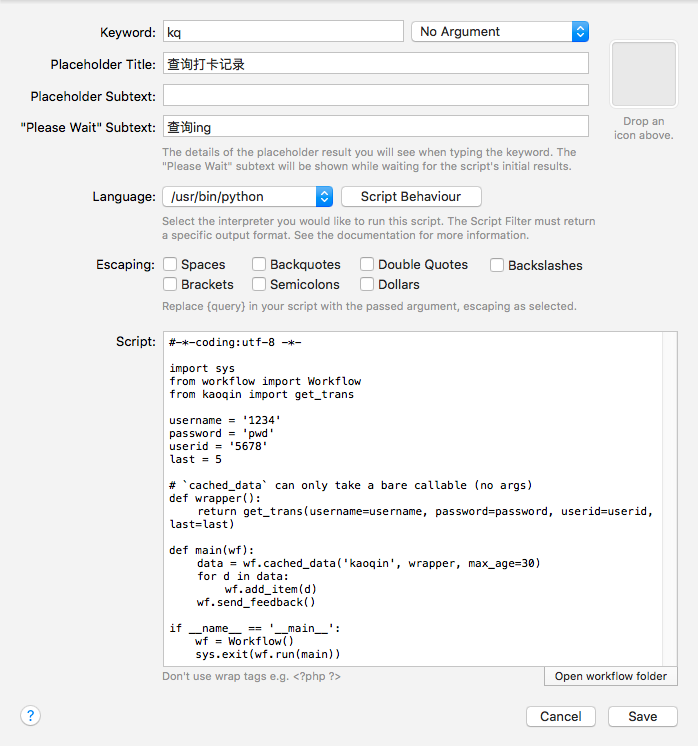 Keyword: kq No Argument
Placeholder Title: 查询打卡记录
Placeholder Subtext:
"Please Wait" Subtext: 查询ing
Drop an
icon above.
The details of the placeholder result you will see when typing the keyword. The
"Please Wait" subtext will be shown while waiting for the script's initial results.
Language: /usr/bin/python Script Behaviour
Select the interpreter you would like to run this script. The Script Filter must return
a specific output format. See the documentation for more information.
Escaping: Spaces Backquotes Double Quotes Backslashes
Brackets Semicolons Dollars
Replace {query} in your script with the passed argument, escaping as selected.
Script: #-*-coding:utf-8 -*-
import sys
from workflow import Workflow
from kaoqin import get_trans
username = '1234'
password = 'pwd'
userid = '5678'
last = 5
# `cached_data` can only take a bare callable (no args)
def wrapper():
    return get_trans(username=username, password=password, userid=userid,
last=last)
def main(wf):
    data = wf.cached_data('kaoqin', wrapper, max_age=30)
    for d in data:
        wf.add_item(d)
    wf.send_feedback()
if __name__ == '__main__':
    wf = Workflow()
    sys.exit(wf.run(main))
Don't use wrap tags e.g. <?php ?> Open workflow folder
? Cancel Save